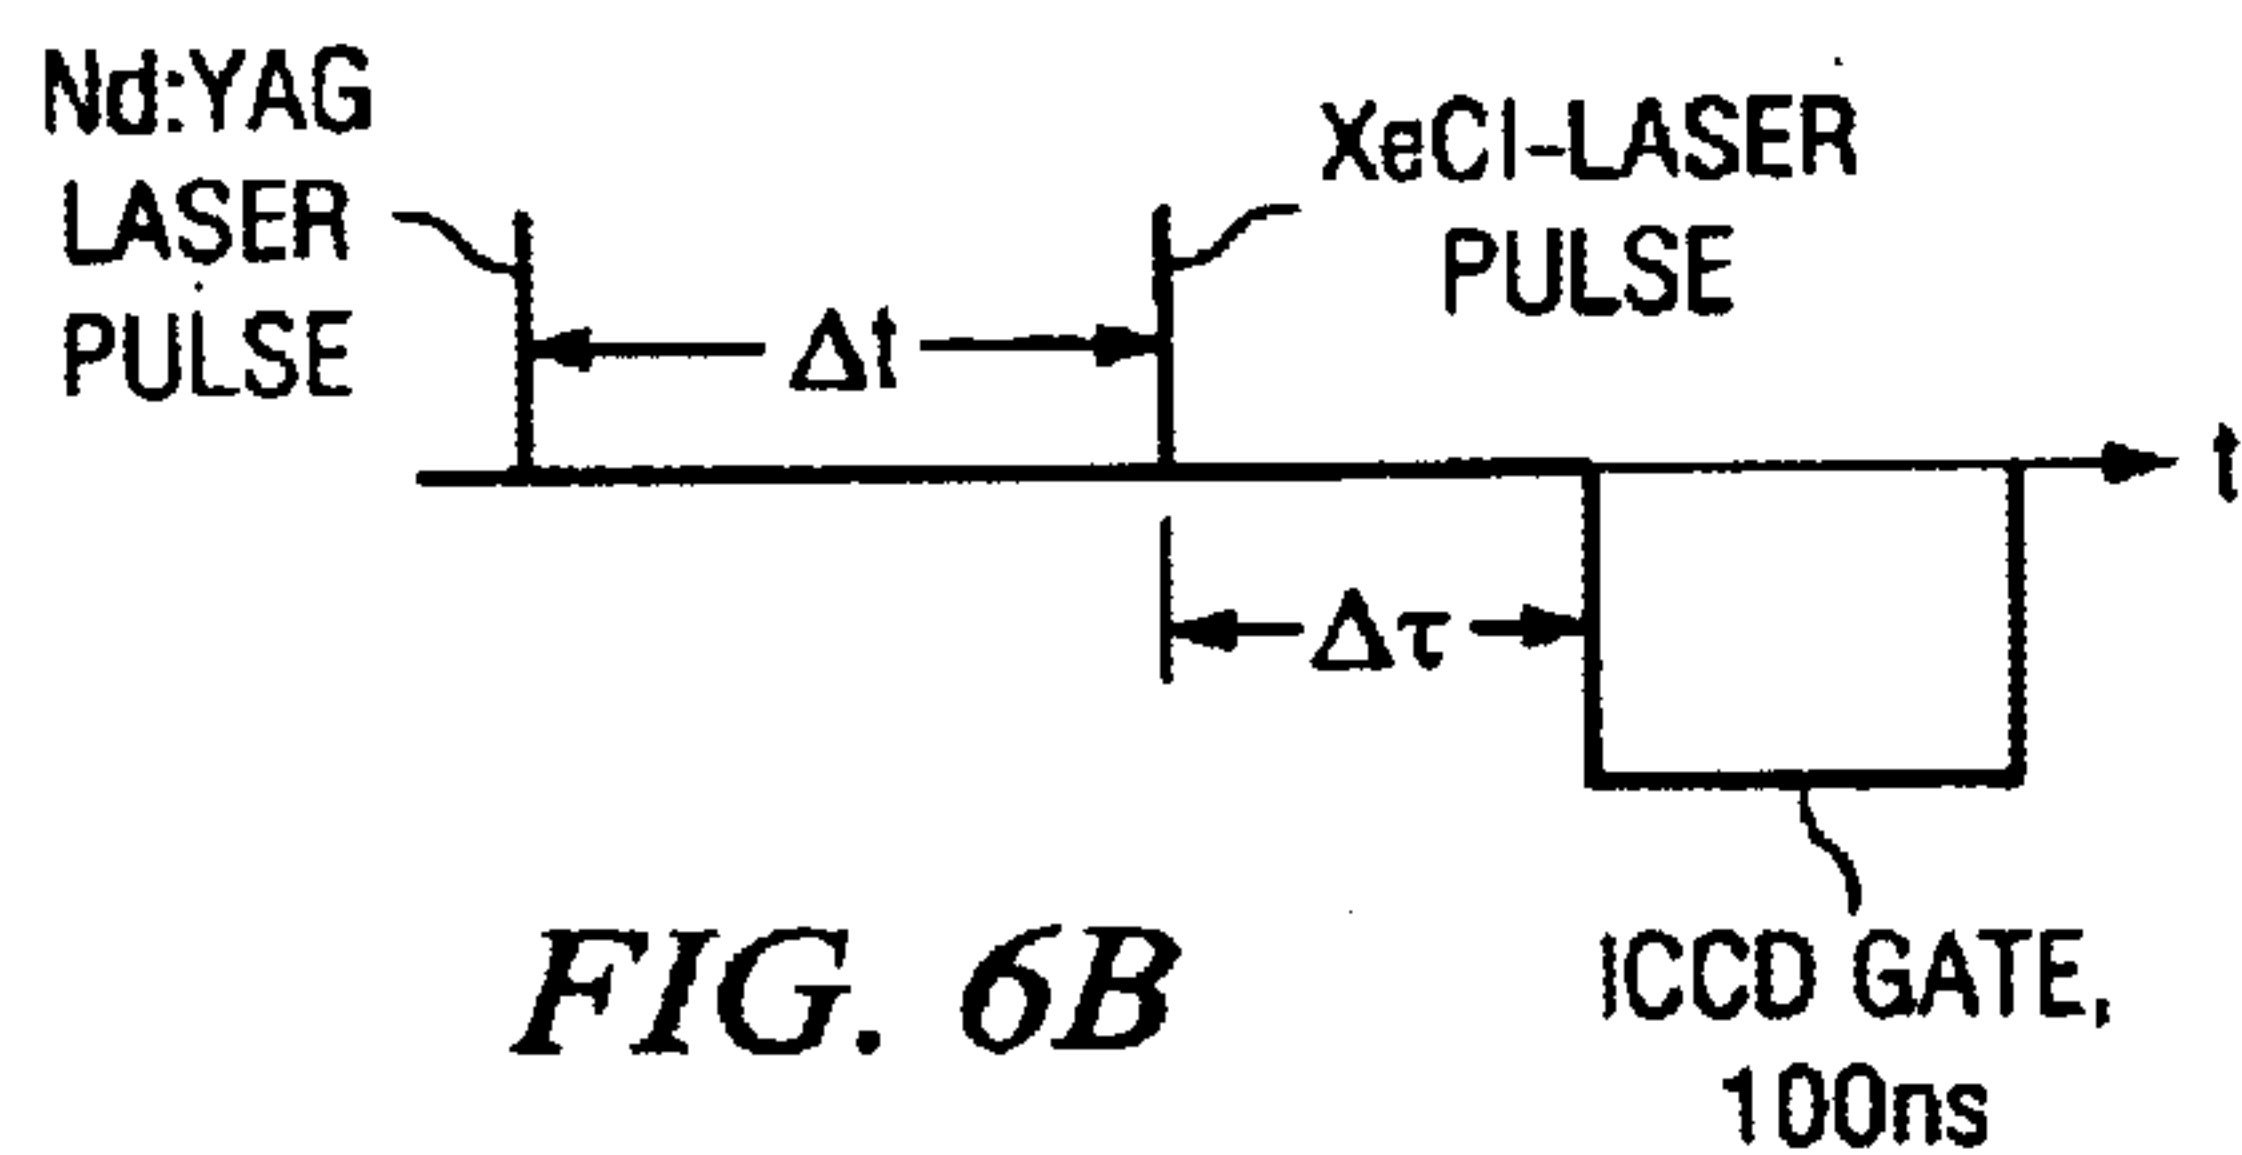 Nd:YAG
LASER
PULSE
XeCl-LASER
PULSE
Δt
t
Δτ
ICCD GATE,
100ns
FIG. 6B